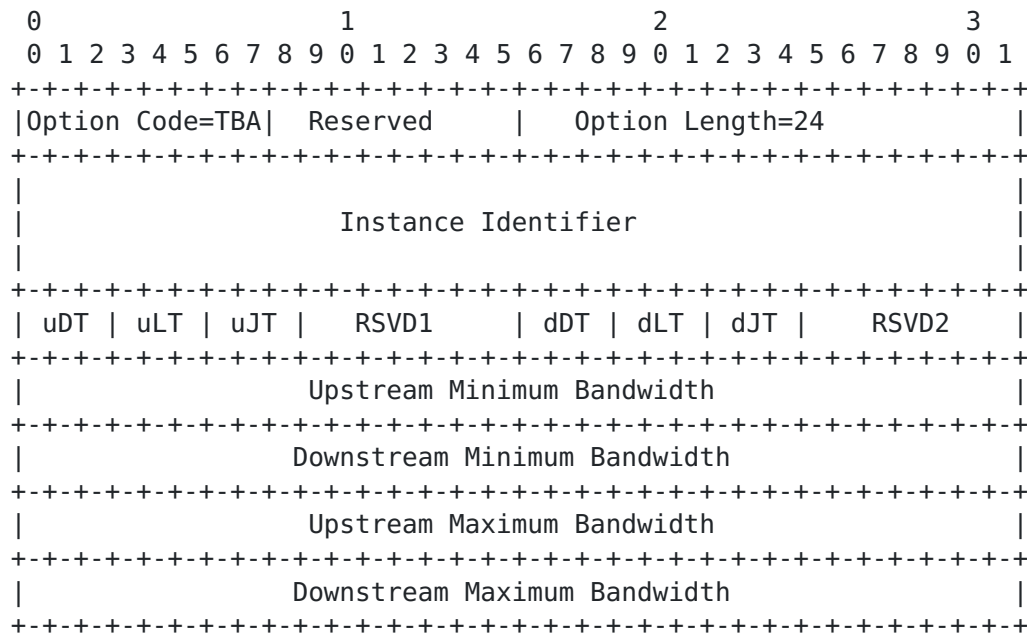 0                   1                   2                   3
 0 1 2 3 4 5 6 7 8 9 0 1 2 3 4 5 6 7 8 9 0 1 2 3 4 5 6 7 8 9 0 1
+-+-+-+-+-+-+-+-+-+-+-+-+-+-+-+-+-+-+-+-+-+-+-+-+-+-+-+-+-+-+-+-+
|Option Code=TBA|  Reserved     |   Option Length=24            |
+-+-+-+-+-+-+-+-+-+-+-+-+-+-+-+-+-+-+-+-+-+-+-+-+-+-+-+-+-+-+-+-+
|                                                               |
|                    Instance Identifier                        |
|                                                               |
+-+-+-+-+-+-+-+-+-+-+-+-+-+-+-+-+-+-+-+-+-+-+-+-+-+-+-+-+-+-+-+-+
| uDT | uLT | uJT |   RSVD1     | dDT | dLT | dJT |    RSVD2    |
+-+-+-+-+-+-+-+-+-+-+-+-+-+-+-+-+-+-+-+-+-+-+-+-+-+-+-+-+-+-+-+-+
|                  Upstream Minimum Bandwidth                   |
+-+-+-+-+-+-+-+-+-+-+-+-+-+-+-+-+-+-+-+-+-+-+-+-+-+-+-+-+-+-+-+-+
|                 Downstream Minimum Bandwidth                  |
+-+-+-+-+-+-+-+-+-+-+-+-+-+-+-+-+-+-+-+-+-+-+-+-+-+-+-+-+-+-+-+-+
|                  Upstream Maximum Bandwidth                   |
+-+-+-+-+-+-+-+-+-+-+-+-+-+-+-+-+-+-+-+-+-+-+-+-+-+-+-+-+-+-+-+-+
|                 Downstream Maximum Bandwidth                  |
+-+-+-+-+-+-+-+-+-+-+-+-+-+-+-+-+-+-+-+-+-+-+-+-+-+-+-+-+-+-+-+-+